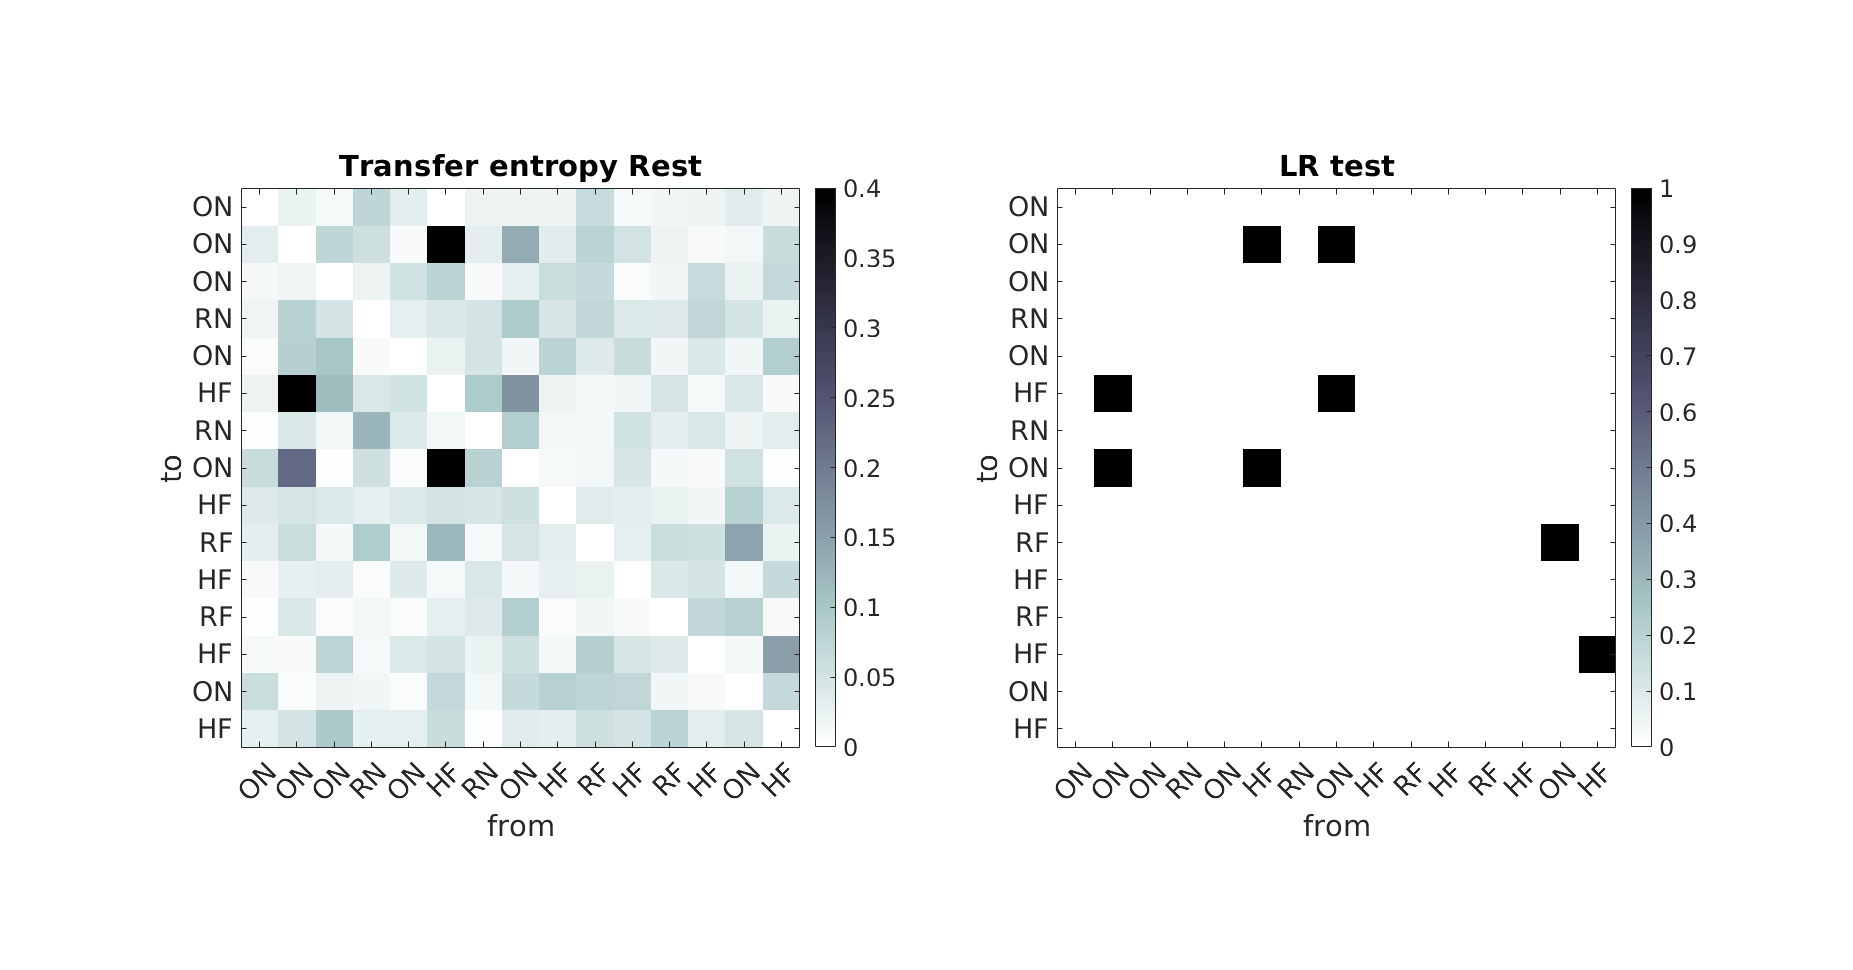 Transfer entropy Rest
ON
ON
ON
RN
ON
HF
RN
ON
HF
RF
HF
RF
HF
ON
HF
to
ON ON ON RN ON HF RN ON HF RF HF RF HF ON HF
from
0.4
0.35
0.3
0.25
0.2
0.15
0.1
0.05
0
LR test
ON
ON
ON
RN
ON
HF
RN
ON
HF
RF
HF
RF
HF
ON
HF
to
ON ON ON RN ON HF RN ON HF RF HF RF HF ON HF
from
1
0.9
0.8
0.7
0.6
0.5
0.4
0.3
0.2
0.1
0